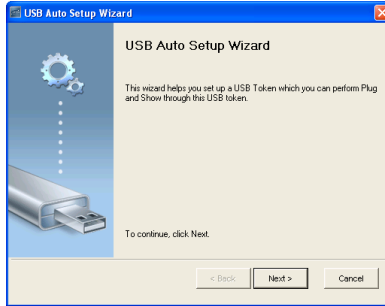 USB Auto Setup Wizard
USB Auto Setup Wizard
This wizard helps you set up a USB Token which you can perform Plug
and Show through this USB token.
To continue, click Next.
< Back
Next >
Cancel